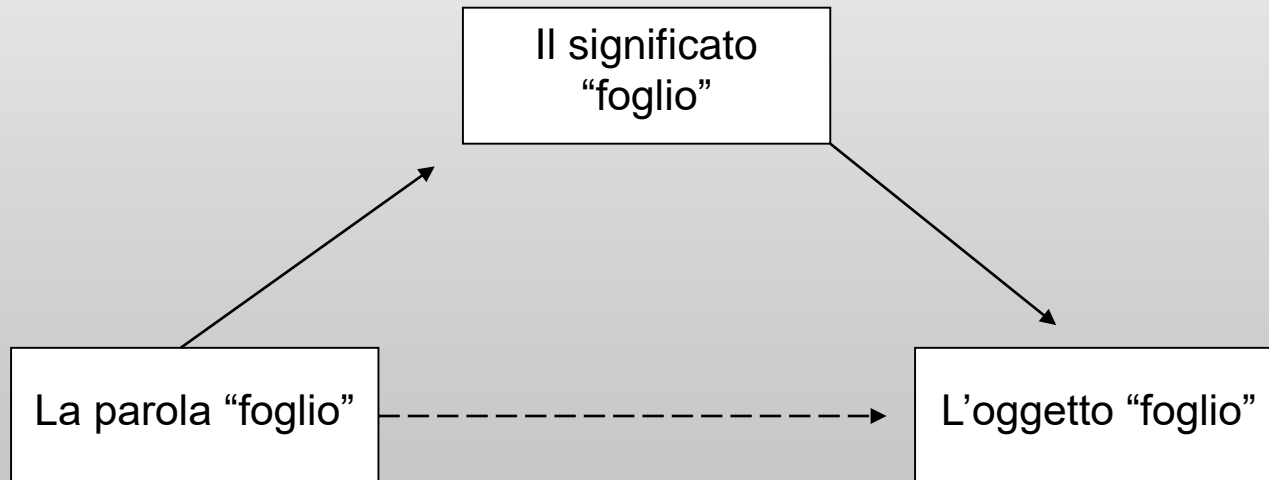 Il significato
“foglio”
La parola “foglio”
L’oggetto “foglio”